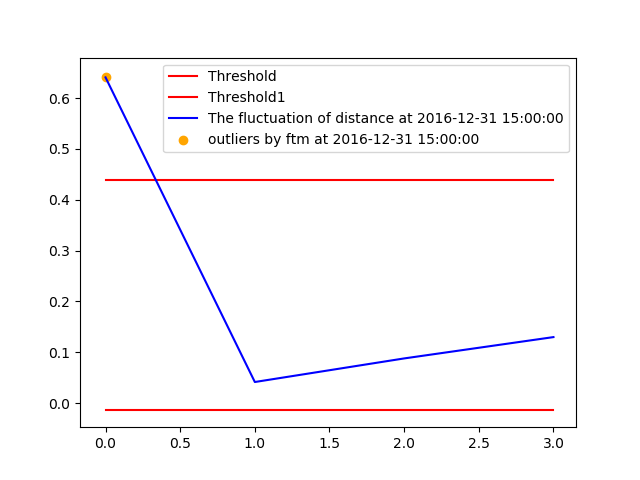 Threshold
Threshold1
The fluctuation of distance at 2016-12-31 15:00:00
outliers by ftm at 2016-12-31 15:00:00
0.6
0.5
0.4
0.3
0.2
0.1
0.0
0.0 0.5 1.0 1.5 2.0 2.5 3.0